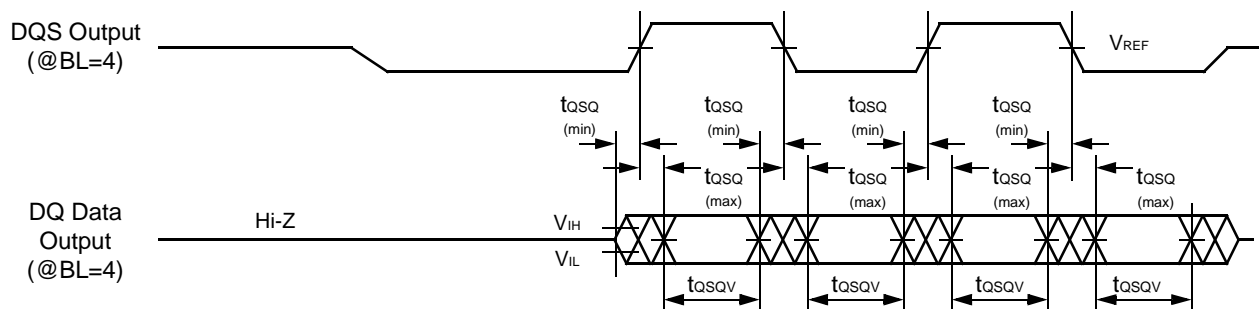 DQS Output
(@BL=4)
VREF
tQSQ tQSQ tQSQ tQSQ
(min) (min) (min) (min)
tQSQ tQSQ tQSQ tQSQ
(max) (max) (max) (max)
DQ Data
Output
(@BL=4)
Hi-Z
VIH
VIL
tQSQV tQSQV tQSQV tQSQV